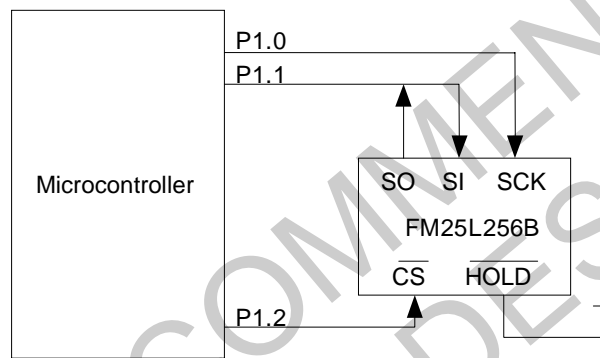 P1.0
P1.1
Microcontroller
SO SI SCK
FM25L256B
CS HOLD
P1.2